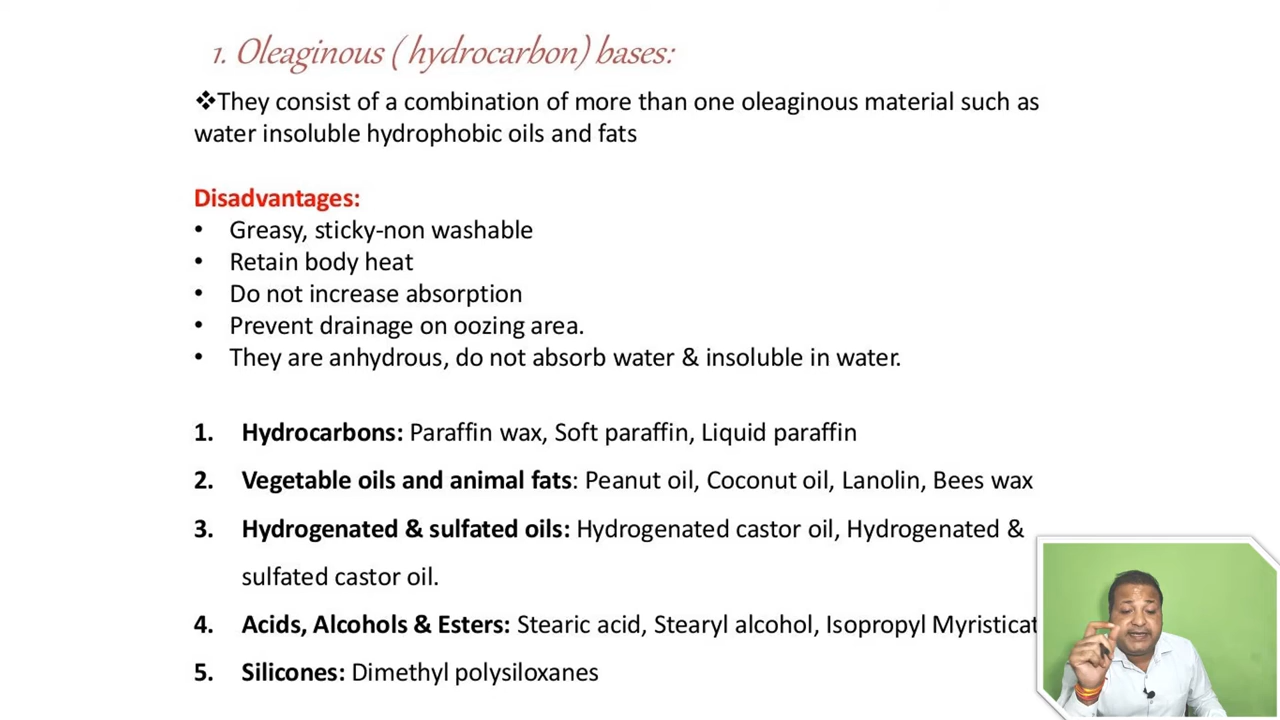 1. Oleaginous ( hydrocarbon) bases:
❖They consist of a combination of more than one oleaginous material such as
water insoluble hydrophobic oils and fats
Disadvantages:
• Greasy, sticky-non washable
• Retain body heat
• Do not increase absorption
• Prevent drainage on oozing area.
• They are anhydrous, do not absorb water & insoluble in water.
1. Hydrocarbons: Paraffin wax, Soft paraffin, Liquid paraffin
2. Vegetable oils and animal fats: Peanut oil, Coconut oil, Lanolin, Bees wax
3. Hydrogenated & sulfated oils: Hydrogenated castor oil, Hydrogenated &
sulfated castor oil.
4. Acids, Alcohols & Esters: Stearic acid, Stearyl alcohol, Isopropyl Myristicat
5. Silicones: Dimethyl polysiloxanes